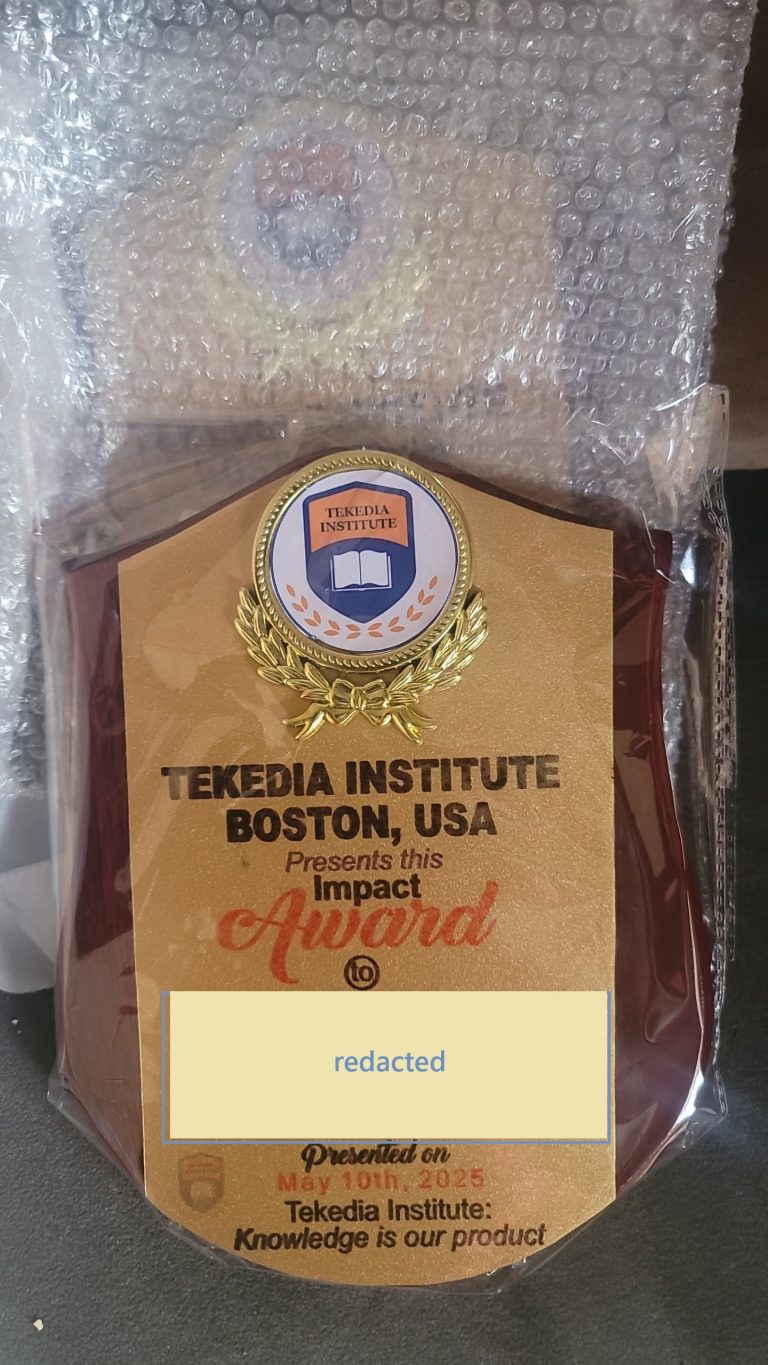 TEKEDIA
INSTITUTE
TEKEDIA INSTITUTE
BOSTON, USA
Presents this
Impact
Award
to
redacted
Presented on
May 10th, 2025
Tekedia Institute:
Knowledge is our product